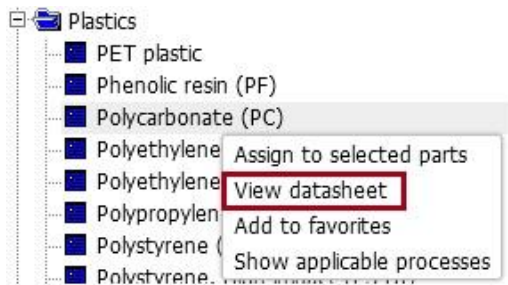 Plastics
PET plastic
Phenolic resin (PF)
Polycarbonate (PC)
Polyethylene
Assign to selected parts
Polyethylene
View datasheet
Polypropylen
Add to favorites
Polystyrene (
Show applicable processes
Polystyrene,